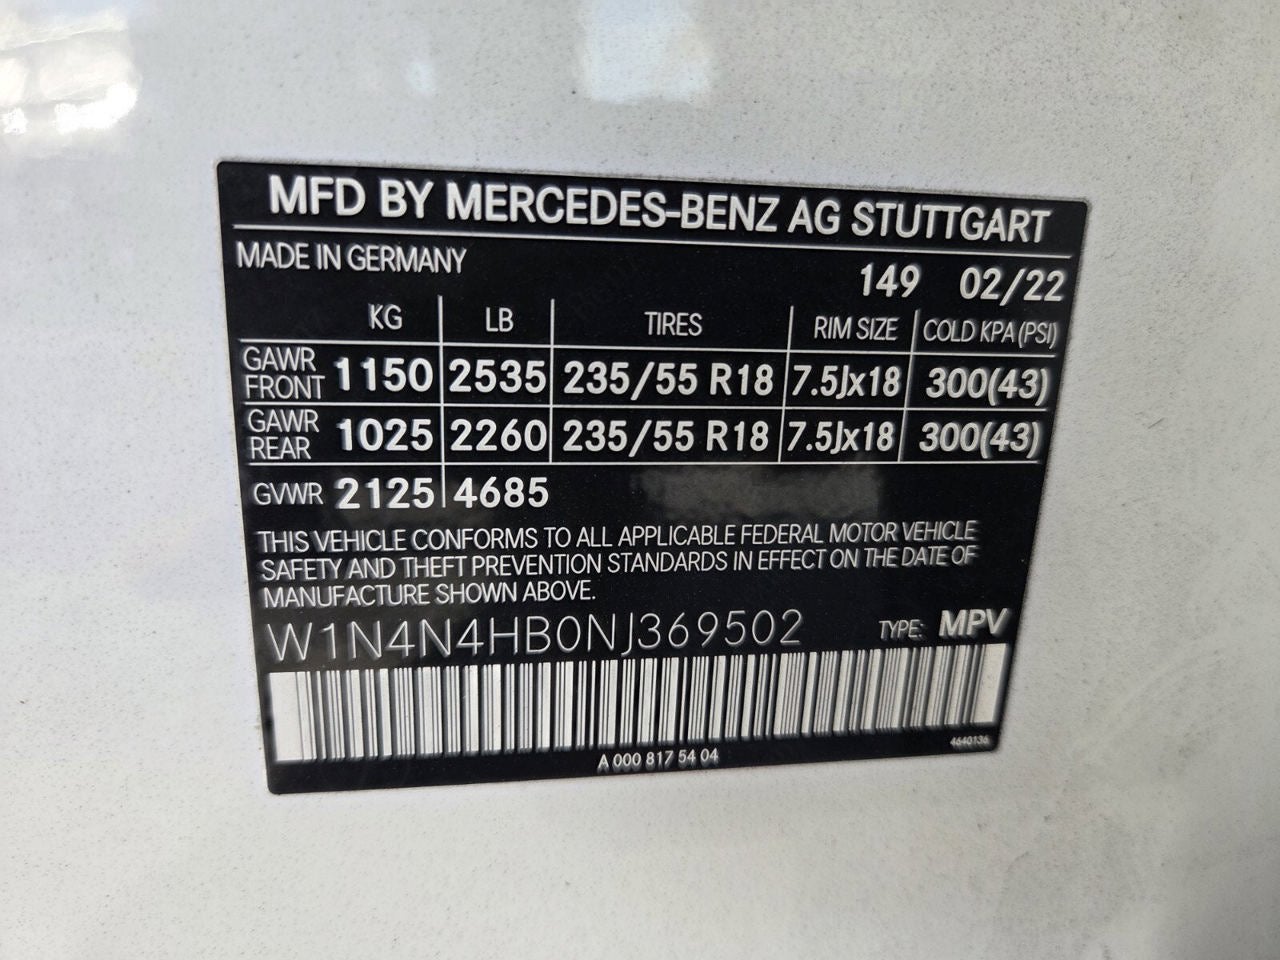 MFD BY MERCEDES-BENZ AG STUTTGART
MADE IN GERMANY
149 02/22
KG LB TIRES RIM SIZE COLD KPA (PSI)
GAWR FRONT 1150 2535 235/55 R18 7.5Jx18 300(43)
GAWR REAR 1025 2260 235/55 R18 7.5Jx18 300(43)
GVWR 2125 4685
THIS VEHICLE CONFORMS TO ALL APPLICABLE FEDERAL MOTOR VEHICLE
SAFETY AND THEFT PREVENTION STANDARDS IN EFFECT ON THE DATE OF
MANUFACTURE SHOWN ABOVE.
W1N4N4HB0NJ369502 TYPE: MPV
A 000 817 54 04
4640136